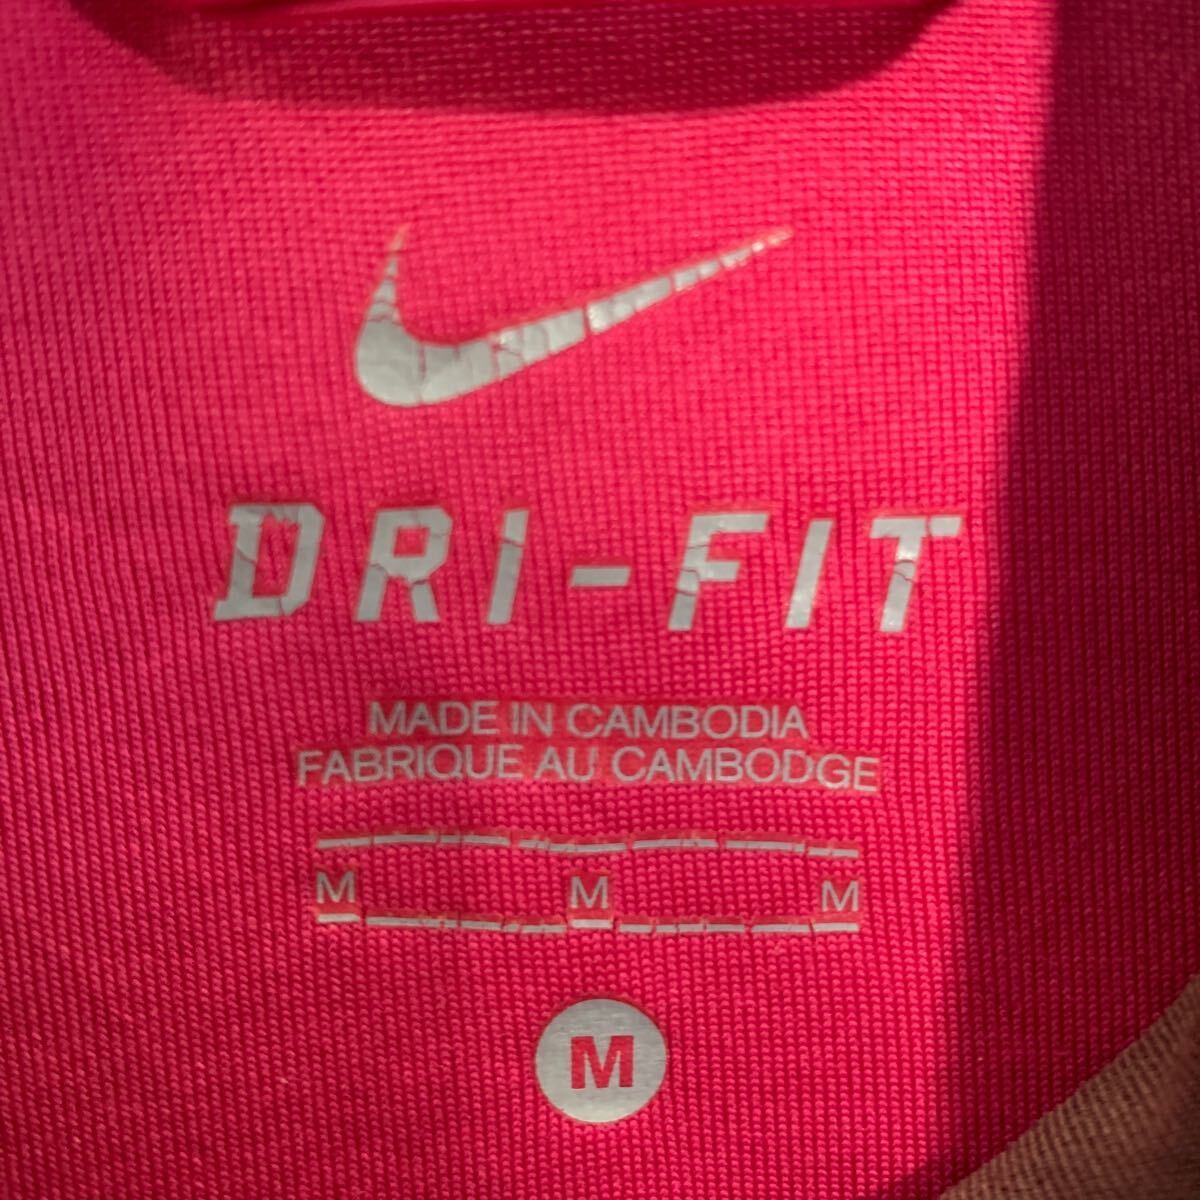 DRI-FIT
MADE IN CAMBODIA
FABRIQUE AU CAMBODGE
M M M
M